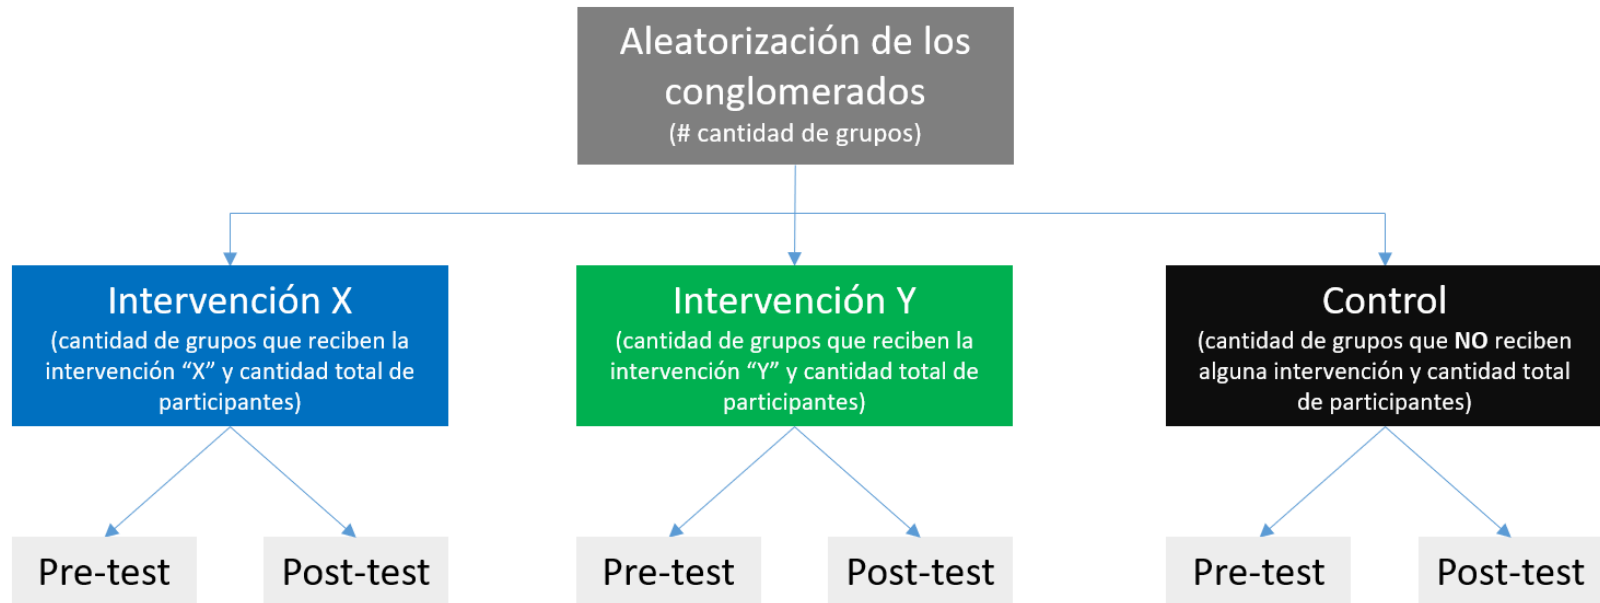 Aleatorización de los
conglomerados
(# cantidad de grupos)
Intervención X
(cantidad de grupos que reciben la
intervención “X” y cantidad total de
participantes)
Intervención Y
(cantidad de grupos que reciben la
intervención “Y” y cantidad total de
participantes)
Control
(cantidad de grupos que NO reciben
alguna intervención y cantidad total
de participantes)
Pre-test
Post-test
Pre-test
Post-test
Pre-test
Post-test